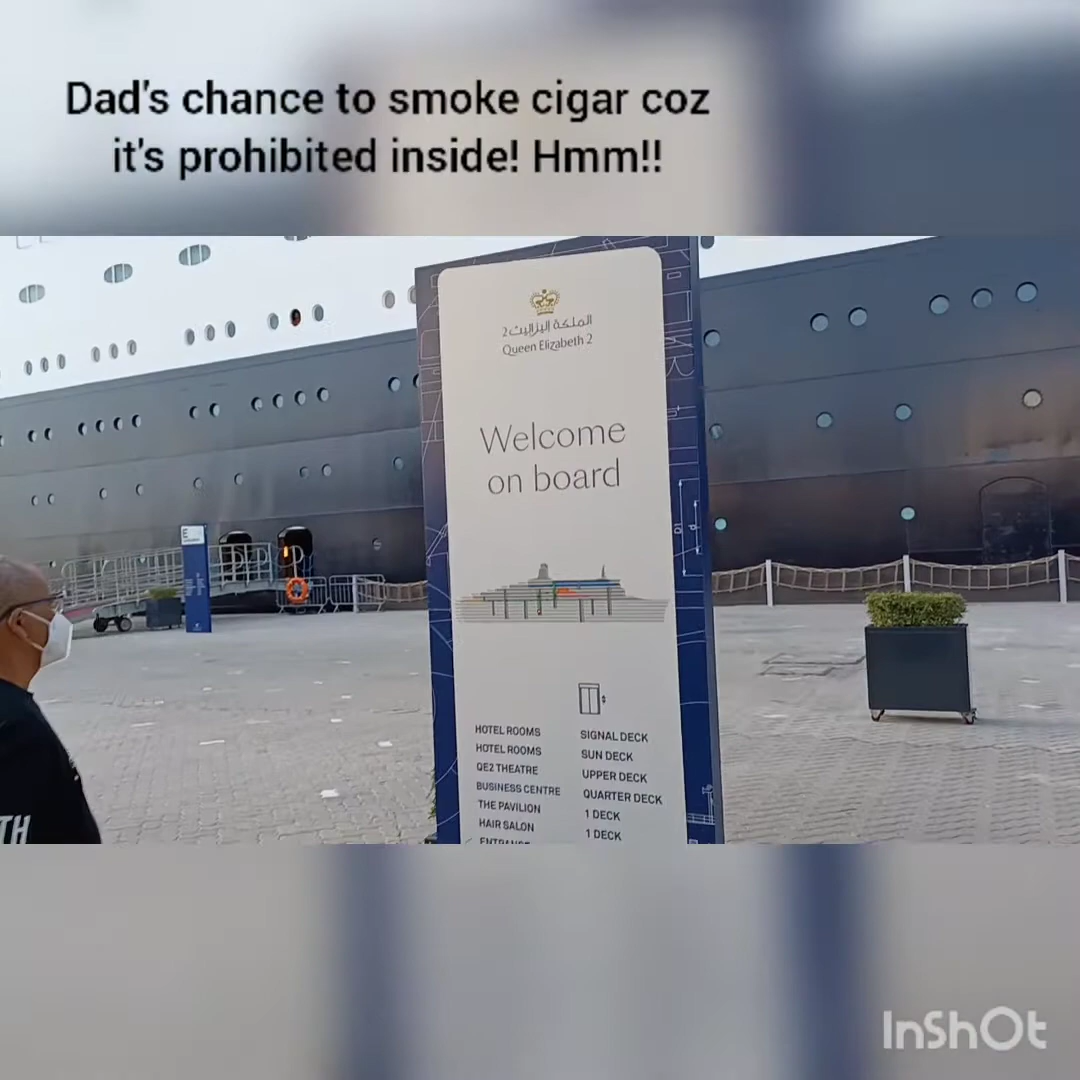 Dad's chance to smoke cigar coz
it's prohibited inside! Hmm!!
الملكة إليزابيث 2
Queen Elizabeth 2
Welcome
on board
E
HOTEL ROOMS SIGNAL DECK
HOTEL ROOMS SUN DECK
QE2 THEATRE UPPER DECK
BUSINESS CENTRE QUARTER DECK
THE PAVILION 1 DECK
HAIR SALON 1 DECK
ENTRANCE
TH
InShOt